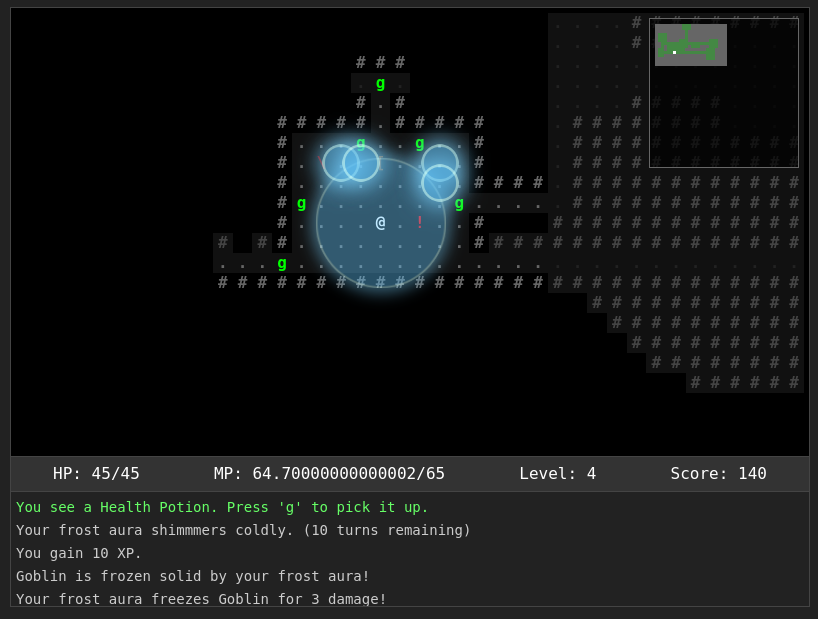 HP: 45/45 MP: 64.70000000000002/65 Level: 4 Score: 140
You see a Health Potion. Press 'g' to pick it up.
Your frost aura shimmmers coldly. (10 turns remaining)
You gain 10 XP.
Goblin is frozen solid by your frost aura!
Your frost aura freezes Goblin for 3 damage!